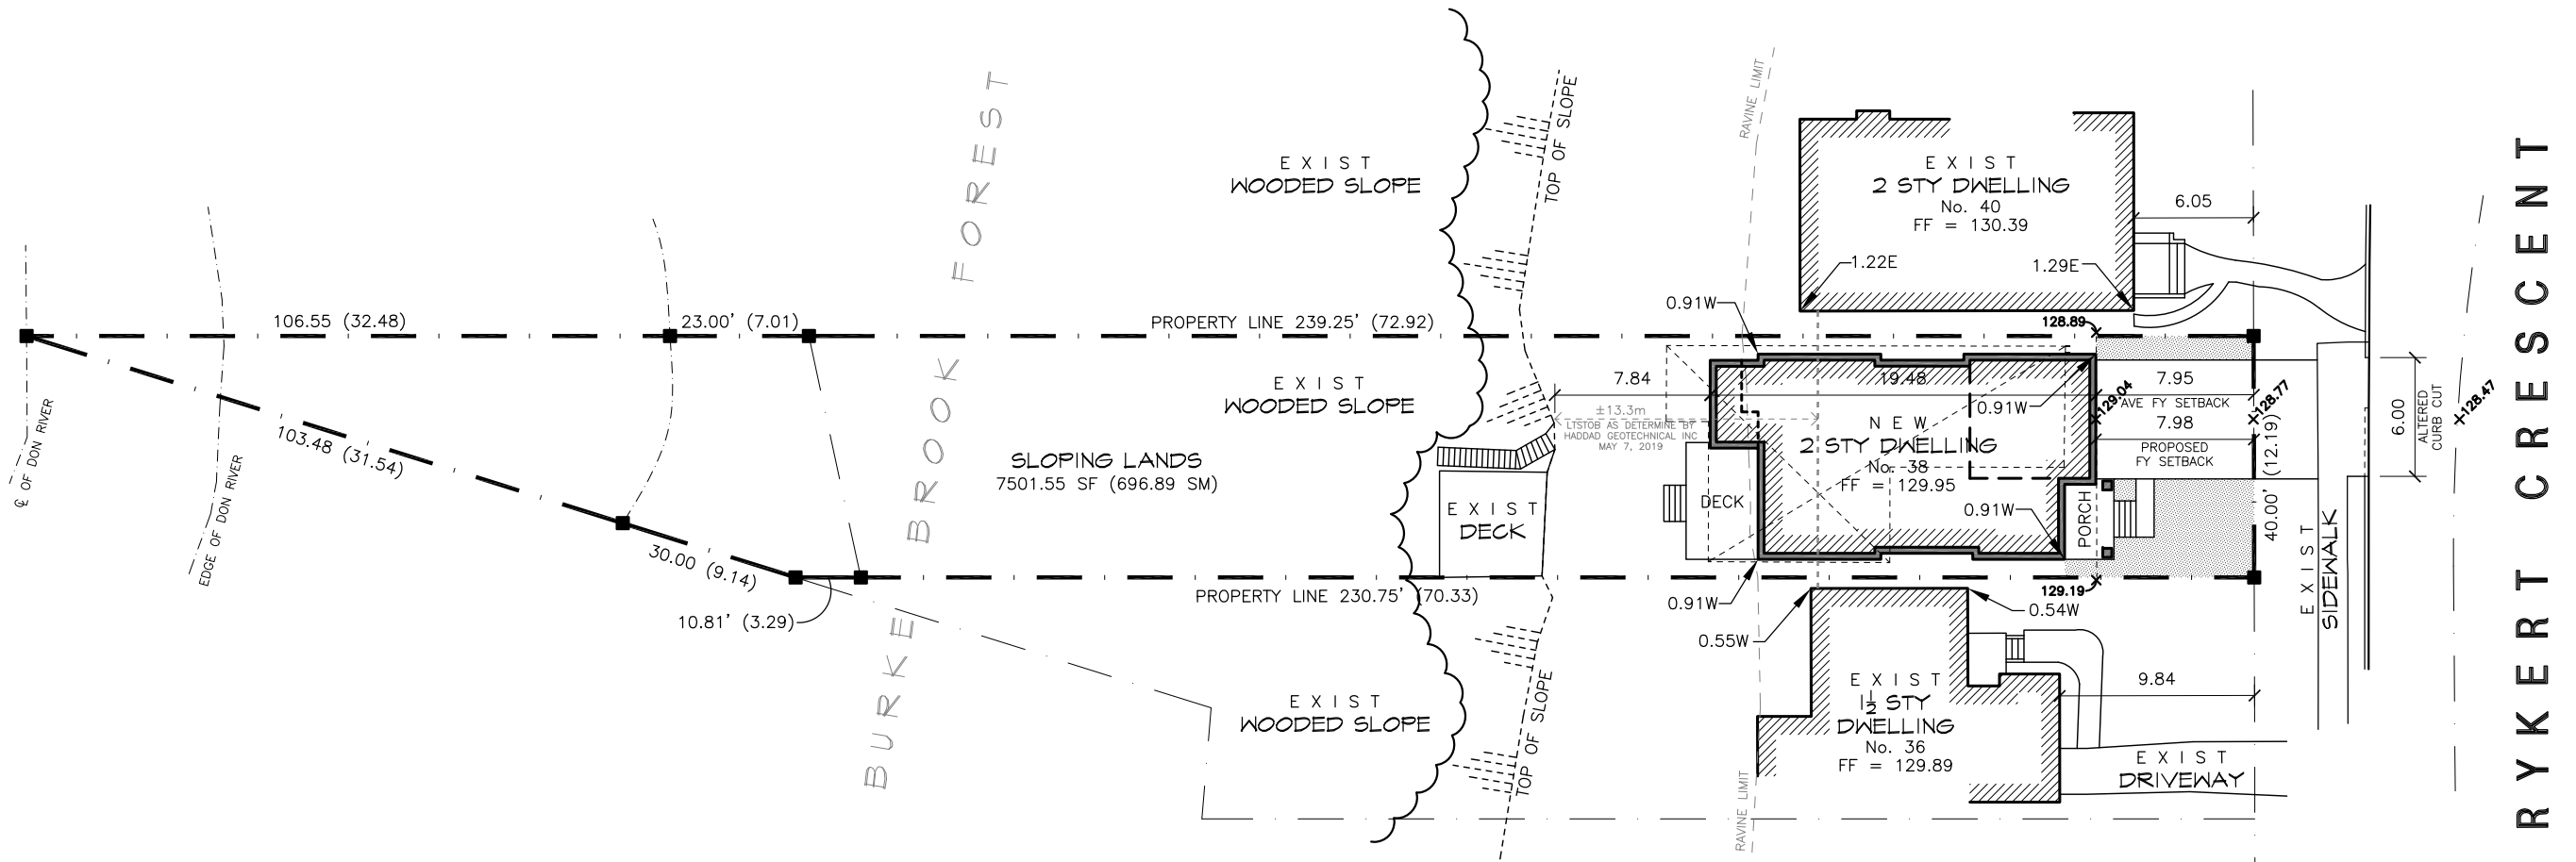 RYKERT CRESCENT
BURKE BROOK FOREST
℄ OF DON RIVER
EDGE OF DON RIVER
106.55 (32.48)
23.00' (7.01)
PROPERTY LINE 239.25' (72.92)
103.48 (31.54)
30.00 (9.14)
10.81' (3.29)
PROPERTY LINE 230.75' (70.33)
SLOPING LANDS
7501.55 SF (696.89 SM)
EXIST
WOODED SLOPE
EXIST
WOODED SLOPE
EXIST
WOODED SLOPE
TOP OF SLOPE
TOP OF SLOPE
RAVINE LIMIT
RAVINE LIMIT
EXIST
DECK
7.84
±13.3m
LTSTOB AS DETERMINE BY
HADDAD GEOTECHNICAL INC
MAY 7, 2019
EXIST
2 STY DWELLING
No. 40
FF = 130.39
1.22E
1.29E
6.05
0.91W
128.89
19.48
0.91W
NEW
2 STY DWELLING
No. 38
FF = 129.95
0.91W
DECK
PORCH
0.91W
129.04
7.95
AVE FY SETBACK
7.98
PROPOSED
FY SETBACK
128.77
40.00' (12.19)
128.47
6.00
ALTERED
CURB CUT
129.19
0.55W
0.54W
EXIST
1½ STY
DWELLING
No. 36
FF = 129.89
9.84
EXIST
DRIVEWAY
EXIST
SIDEWALK